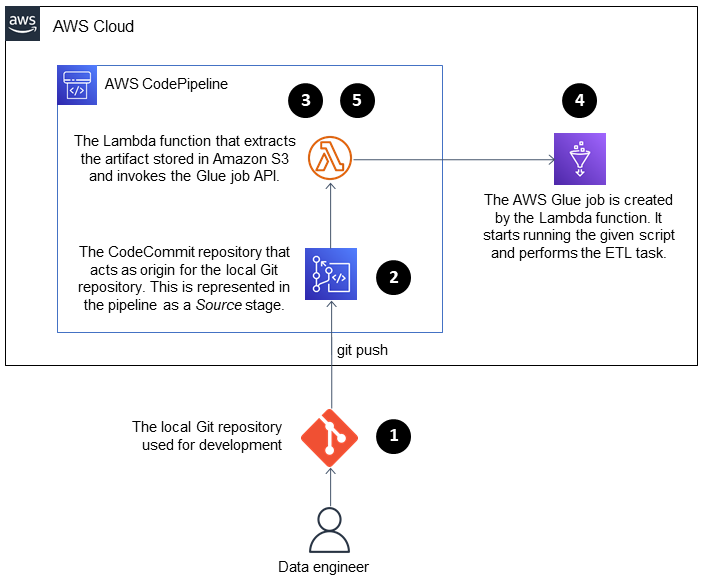 aws
AWS Cloud
AWS CodePipeline
3
5
4
The Lambda function that extracts
the artifact stored in Amazon S3
and invokes the Glue job API.
The AWS Glue job is created
by the Lambda function. It
starts running the given script
and performs the ETL task.
The CodeCommit repository that
acts as origin for the local Git
repository. This is represented in
the pipeline as a Source stage.
2
git push
The local Git repository
used for development
1
Data engineer